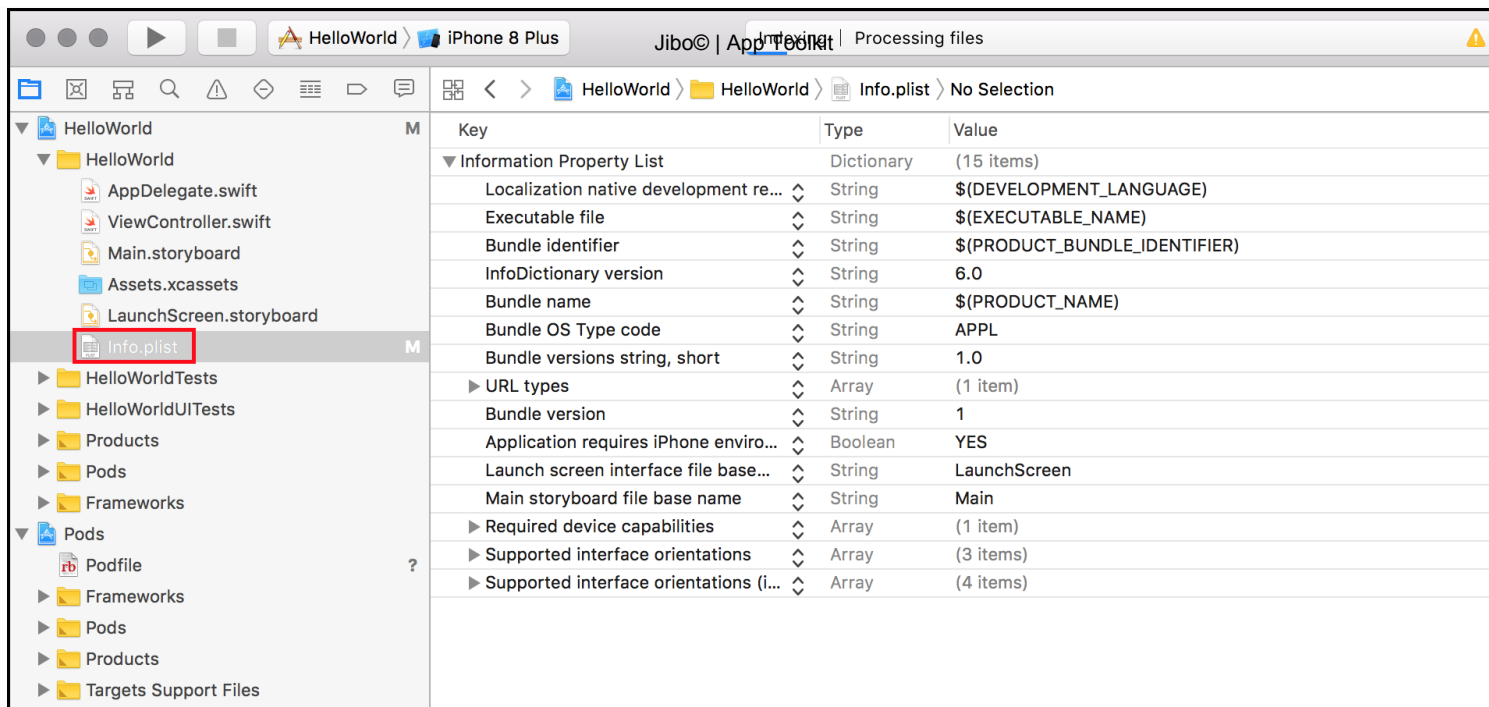 HelloWorld iPhone 8 Plus Jibo© | App Toolkit Indexing | Processing files
HelloWorld HelloWorld Info.plist No Selection
HelloWorld M
HelloWorld
AppDelegate.swift
ViewController.swift
Main.storyboard
Assets.xcassets
LaunchScreen.storyboard
Info.plist M
HelloWorldTests
HelloWorldUITests
Products
Pods
Frameworks
Pods
Podfile ?
Frameworks
Pods
Products
Targets Support Files
Key Type Value
Information Property List Dictionary (15 items)
Localization native development re... String $(DEVELOPMENT_LANGUAGE)
Executable file String $(EXECUTABLE_NAME)
Bundle identifier String $(PRODUCT_BUNDLE_IDENTIFIER)
InfoDictionary version String 6.0
Bundle name String $(PRODUCT_NAME)
Bundle OS Type code String APPL
Bundle versions string, short String 1.0
URL types Array (1 item)
Bundle version String 1
Application requires iPhone enviro... Boolean YES
Launch screen interface file base... String LaunchScreen
Main storyboard file base name String Main
Required device capabilities Array (1 item)
Supported interface orientations Array (3 items)
Supported interface orientations (i... Array (4 items)